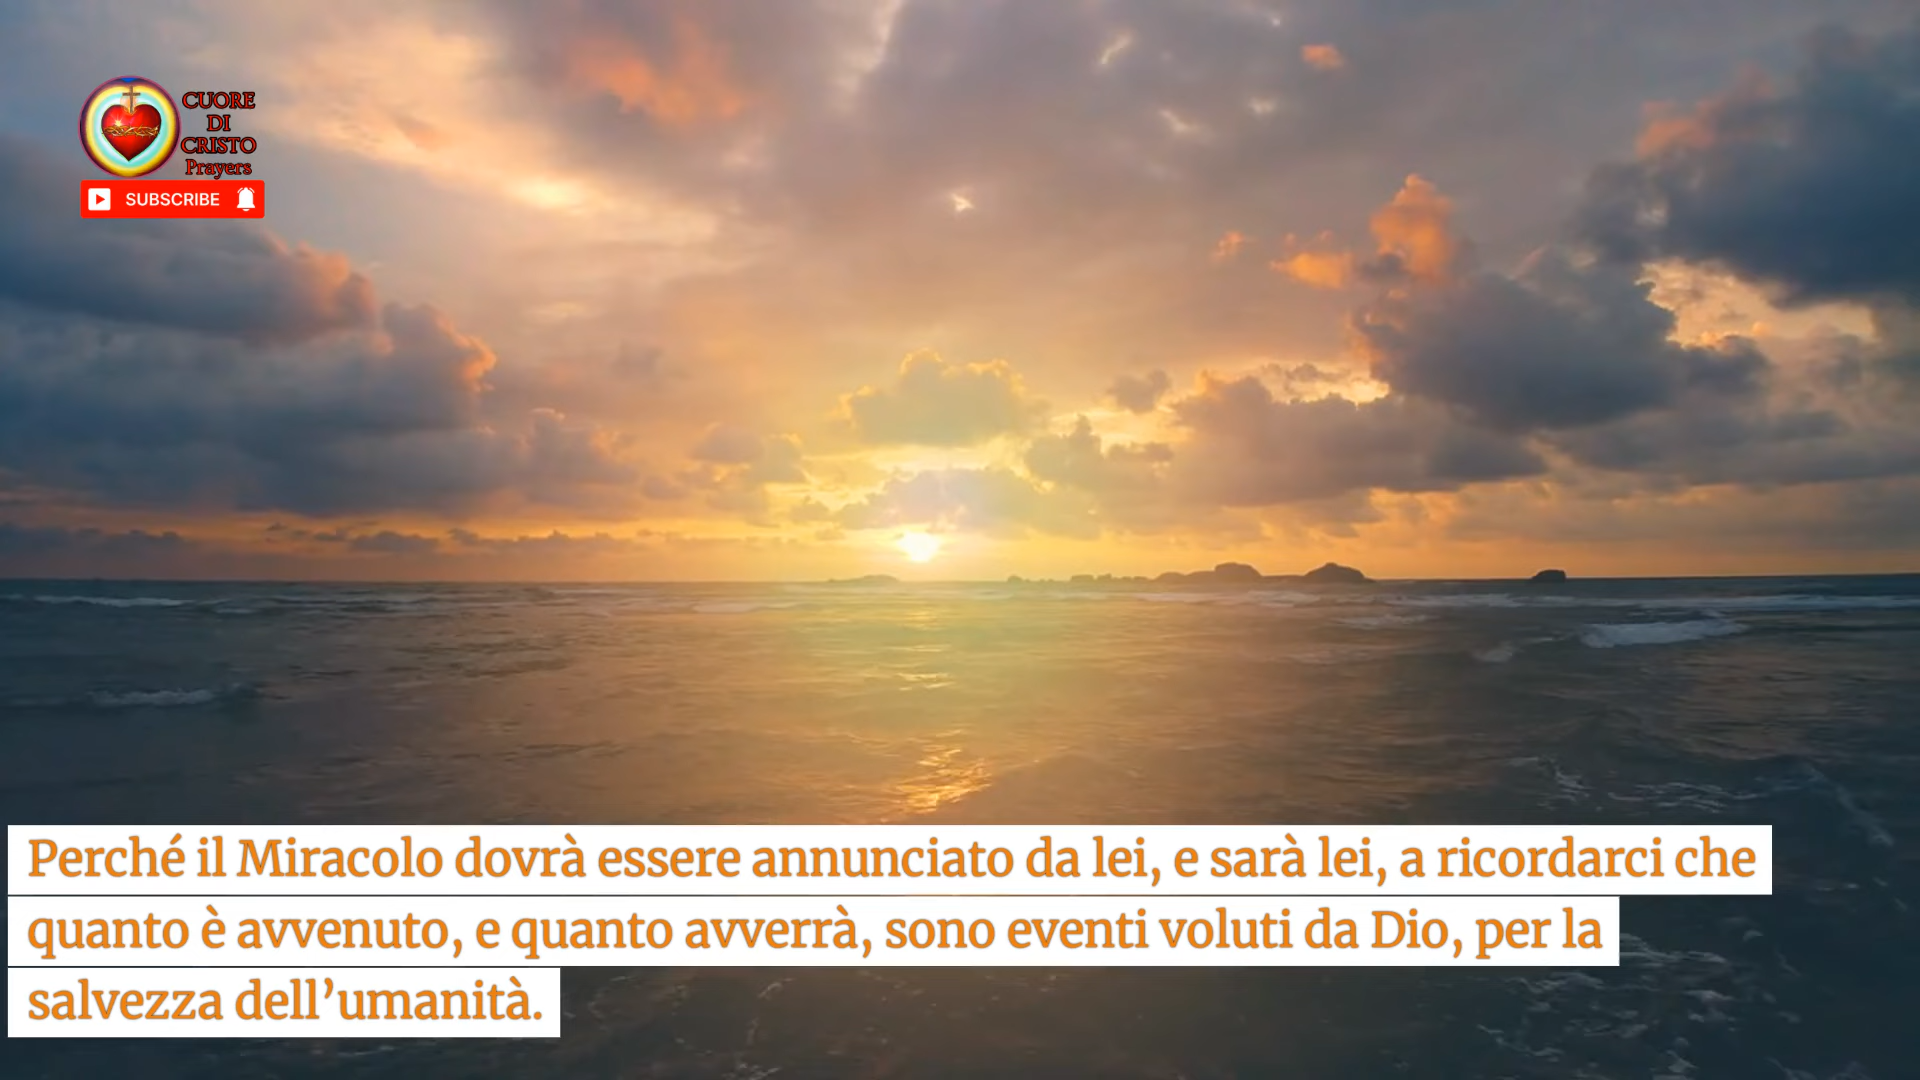 CUORE
DI
CRISTO
Prayers
SUBSCRIBE
Perché il Miracolo dovrà essere annunciato da lei, e sarà lei, a ricordarci che
quanto è avvenuto, e quanto avverrà, sono eventi voluti da Dio, per la
salvezza dell’umanità.